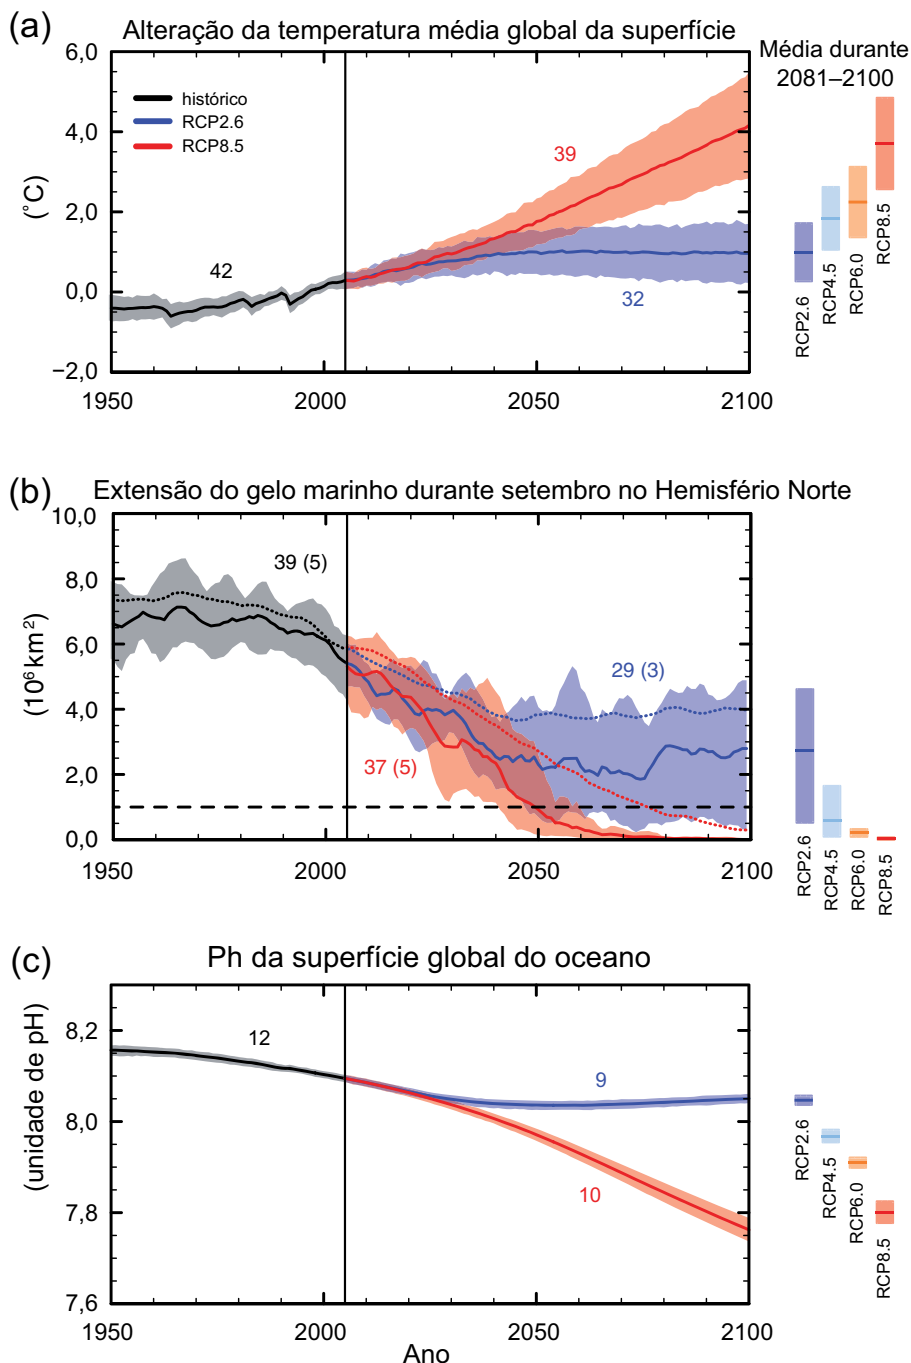 (a)
Alteração da temperatura média global da superfície
Média durante
2081–2100
(˚C)
6,0
4,0
2,0
0,0
−2,0
histórico
RCP2.6
RCP8.5
42
39
32
1950
2000
2050
2100
RCP2.6
RCP4.5
RCP6.0
RCP8.5
(b)
Extensão do gelo marinho durante setembro no Hemisfério Norte
(10⁶ km²)
10,0
8,0
6,0
4,0
2,0
0,0
39 (5)
29 (3)
37 (5)
1950
2000
2050
2100
RCP2.6
RCP4.5
RCP6.0
RCP8.5
(c)
Ph da superfície global do oceano
(unidade de pH)
8,2
8,0
7,8
7,6
12
9
10
1950
2000
2050
2100
Ano
RCP2.6
RCP4.5
RCP6.0
RCP8.5